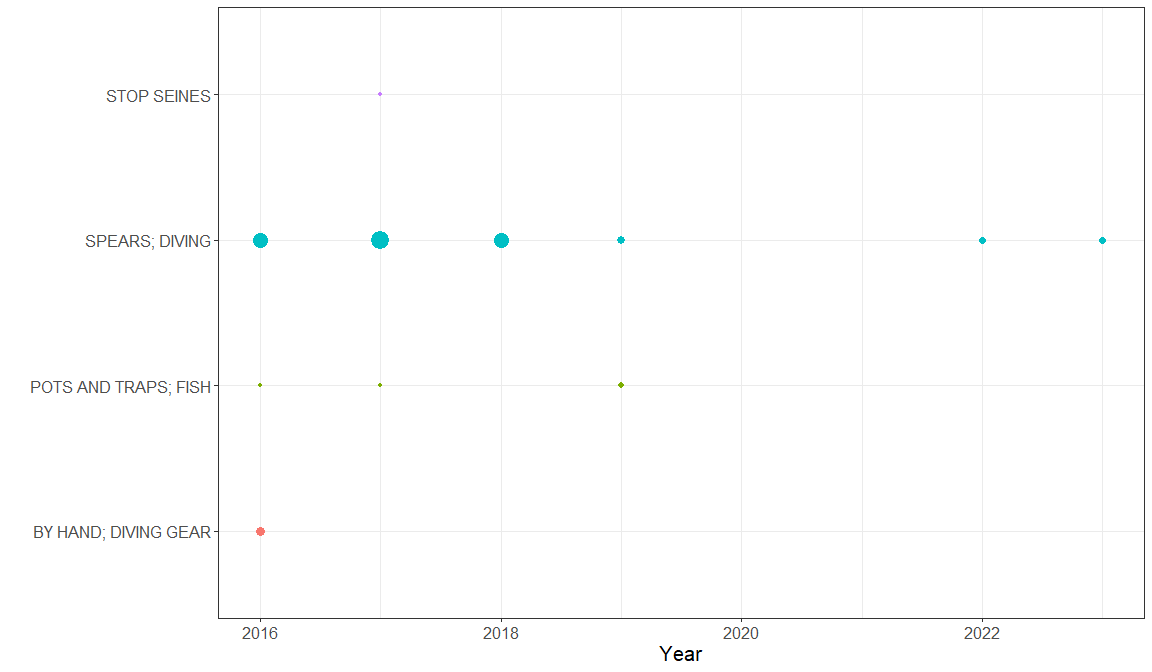 STOP SEINES
SPEARS; DIVING
POTS AND TRAPS; FISH
BY HAND; DIVING GEAR
2016 2018 2020 2022
Year